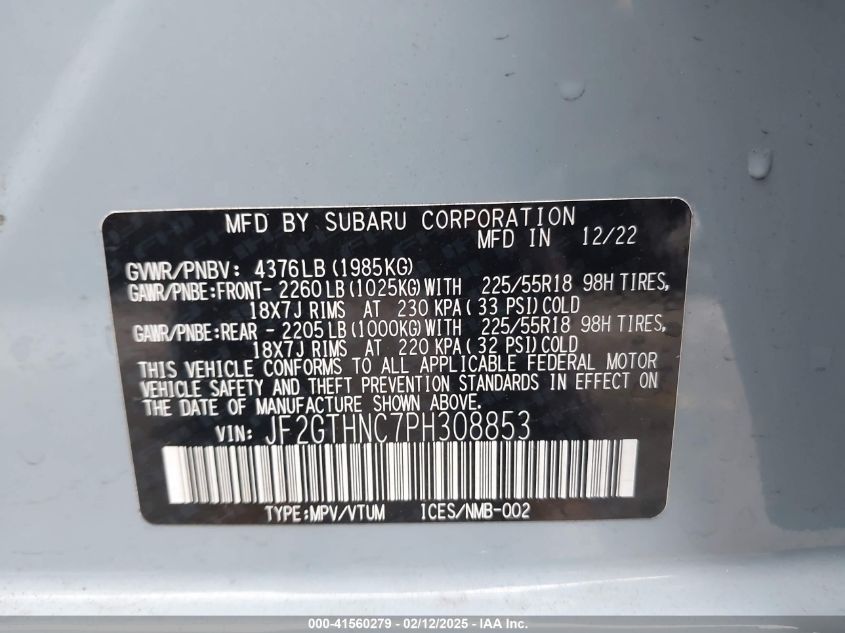 MFD BY SUBARU CORPORATION
MFD IN 12/22
GVWR/PNBV: 4376LB (1985KG)
GAWR/PNBE:FRONT- 2260LB (1025KG) WITH 225/55R18 98H TIRES,
18X7J RIMS AT 230 KPA ( 33 PSI) COLD
GAWR/PNBE:REAR - 2205LB (1000KG) WITH 225/55R18 98H TIRES,
18X7J RIMS AT 220 KPA ( 32 PSI) COLD
THIS VEHICLE CONFORMS TO ALL APPLICABLE FEDERAL MOTOR
VEHICLE SAFETY AND THEFT PREVENTION STANDARDS IN EFFECT ON
THE DATE OF MANUFACTURE SHOWN ABOVE.
VIN: JF2GTHNC7PH308853
TYPE:MPV/VTUM ICES/NMB-002
000-41560279 - 02/12/2025 - IAA Inc.